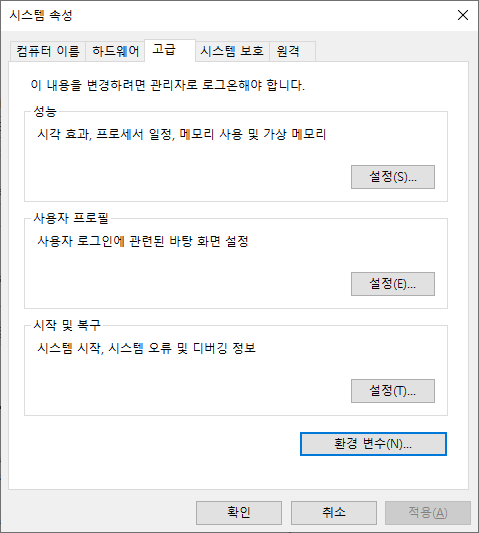 시스템 속성
컴퓨터 이름 하드웨어 고급 시스템 보호 원격
이 내용을 변경하려면 관리자로 로그온해야 합니다.
성능
시각 효과, 프로세서 일정, 메모리 사용 및 가상 메모리
설정(S)...
사용자 프로필
사용자 로그인에 관련된 바탕 화면 설정
설정(E)...
시작 및 복구
시스템 시작, 시스템 오류 및 디버깅 정보
설정(T)...
환경 변수(N)...
확인 취소 적용(A)